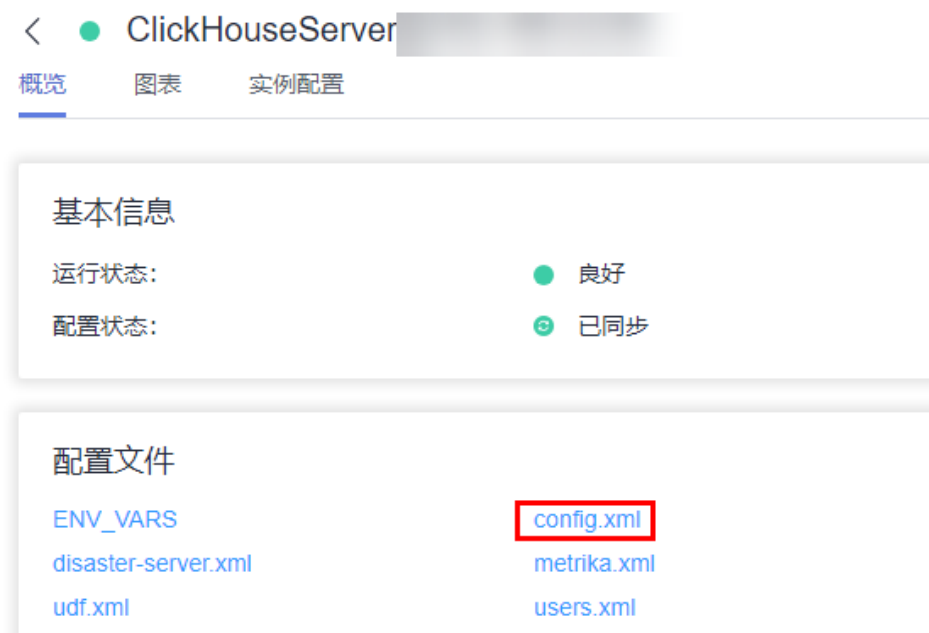 ClickHouseServer
概览 图表 实例配置
基本信息
运行状态: 良好
配置状态: 已同步
配置文件
ENV_VARS config.xml
disaster-server.xml metrika.xml
udf.xml users.xml